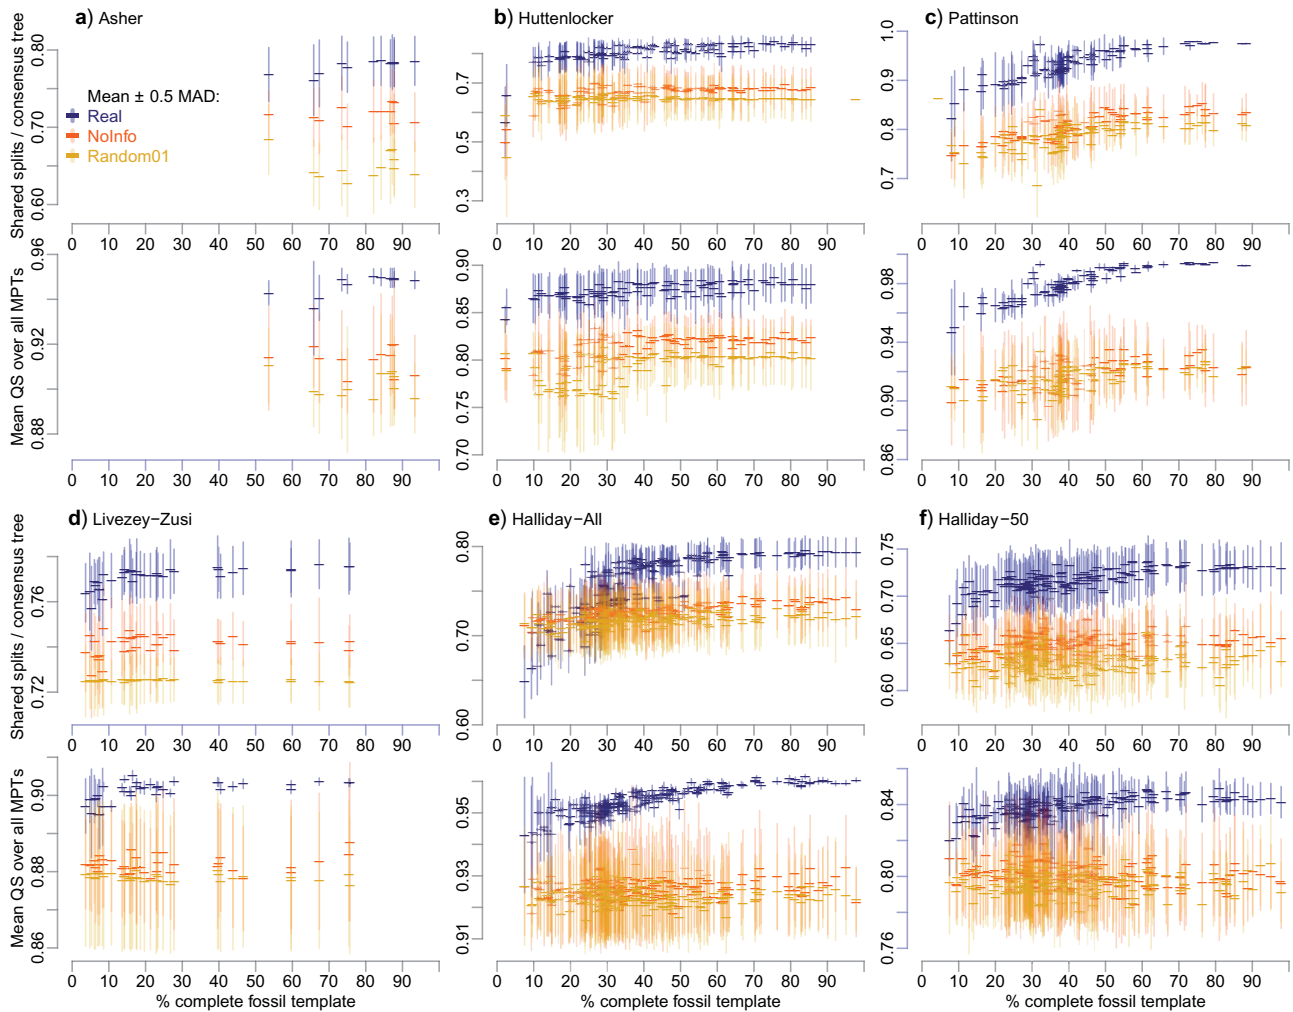 a) Asher
b) Huttenlocker
c) Pattinson
Mean ± 0.5 MAD:
Real
NoInfo
Random01
Shared splits / consensus tree
0.60 0.70 0.80
0 10 20 30 40 50 60 70 80 90
0.3 0.5 0.7
0 10 20 30 40 50 60 70 80 90
0.7 0.8 0.9 1.0
0 10 20 30 40 50 60 70 80 90
Mean QS over all MPTs
0.88 0.92 0.96
0 10 20 30 40 50 60 70 80 90
0.70 0.75 0.80 0.85 0.90
0 10 20 30 40 50 60 70 80 90
0.86 0.90 0.94 0.98
0 10 20 30 40 50 60 70 80 90
d) Livezey−Zusi
e) Halliday−All
f) Halliday−50
Shared splits / consensus tree
0.72 0.76
0 10 20 30 40 50 60 70 80 90
0.60 0.70 0.80
0 10 20 30 40 50 60 70 80 90
0.60 0.65 0.70 0.75
0 10 20 30 40 50 60 70 80 90
Mean QS over all MPTs
0.86 0.88 0.90
0 10 20 30 40 50 60 70 80 90
% complete fossil template
0.91 0.93 0.95
0 10 20 30 40 50 60 70 80 90
% complete fossil template
0.76 0.80 0.84
0 10 20 30 40 50 60 70 80 90
% complete fossil template